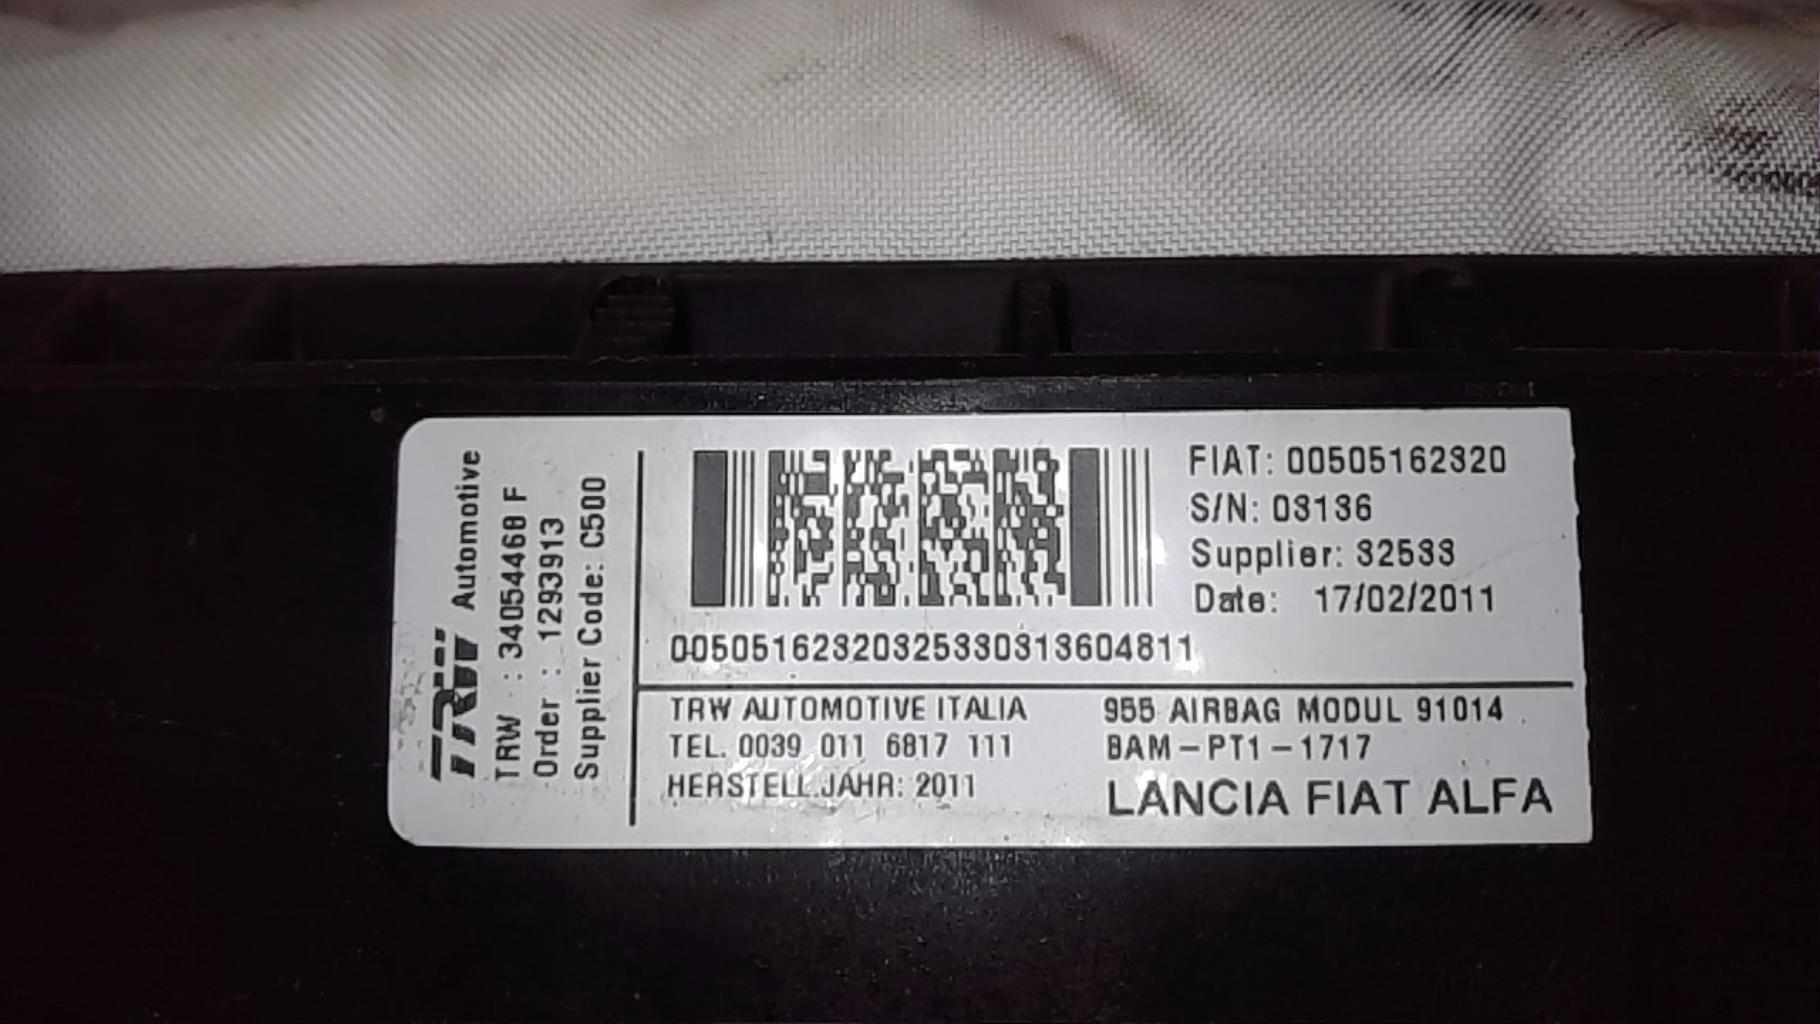 TRW Automotive
TRW : 34054468 F
Order : 1293913
Supplier Code: C500
FIAT: 00505162320
S/N: 03136
Supplier: 32533
Date: 17/02/2011
00505162320325330313604811
TRW AUTOMOTIVE ITALIA
TEL. 0039 011 6817 111
HERSTELL.JAHR: 2011
955 AIRBAG MODUL 91014
BAM-PT1-1717
LANCIA FIAT ALFA